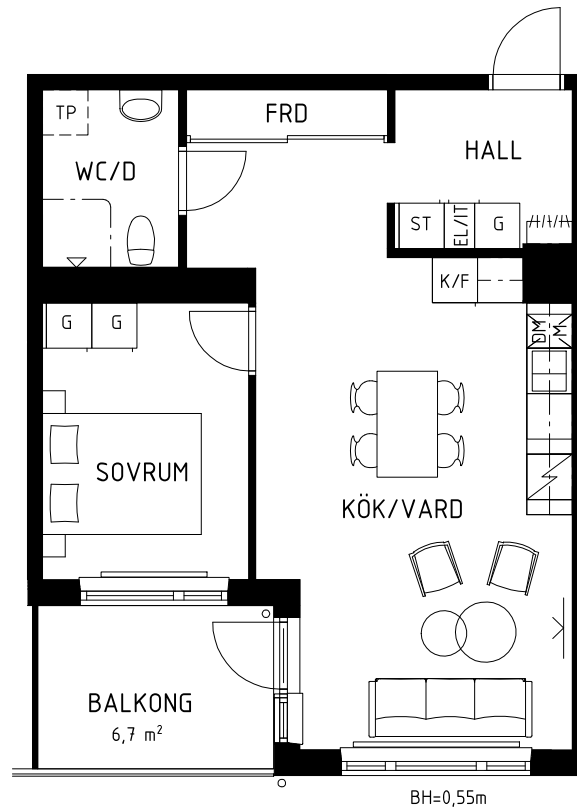 TP
FRD
HALL
WC/D
ST
EL/IT
G
K/F
DM
M
G
G
SOVRUM
KÖK/VARD
BALKONG
6,7 m²
BH=0,55m